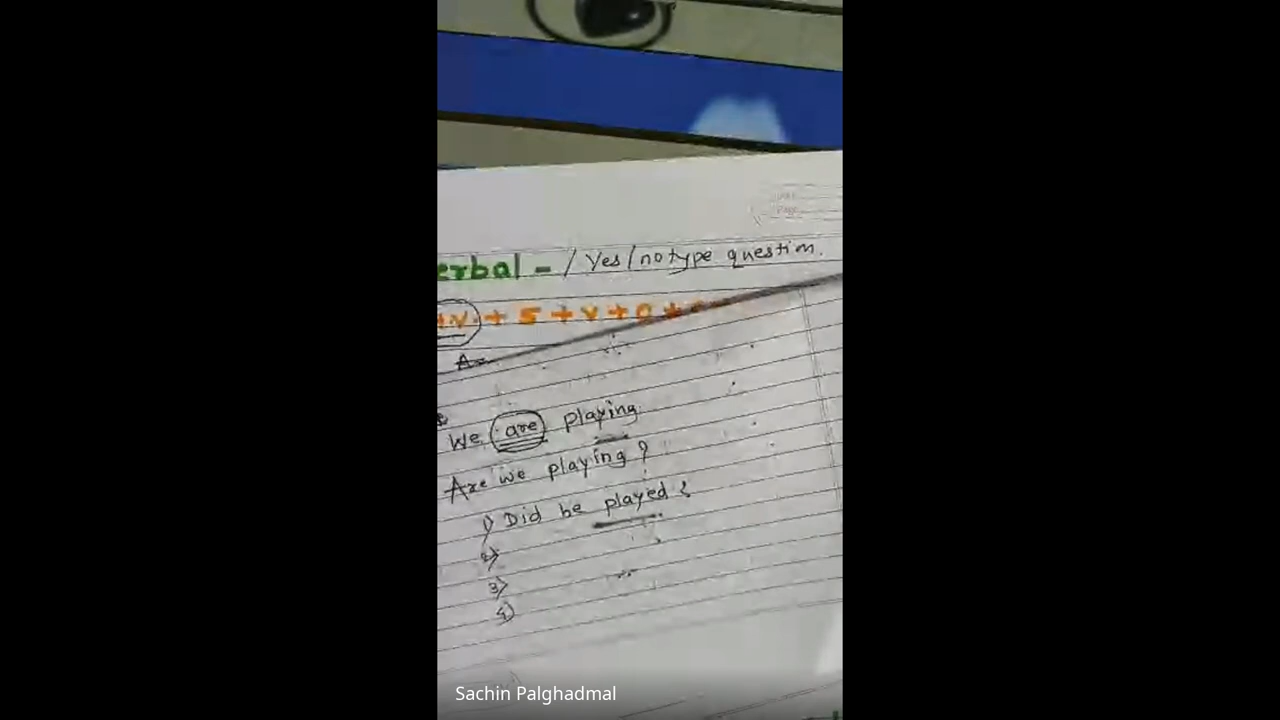 erbal - / Yes/no type question.
H.V. + S + V + O +
A
We are playing
Are we playing ?
1) Did he played ?
2)
3)
4)
Sachin Palghadmal